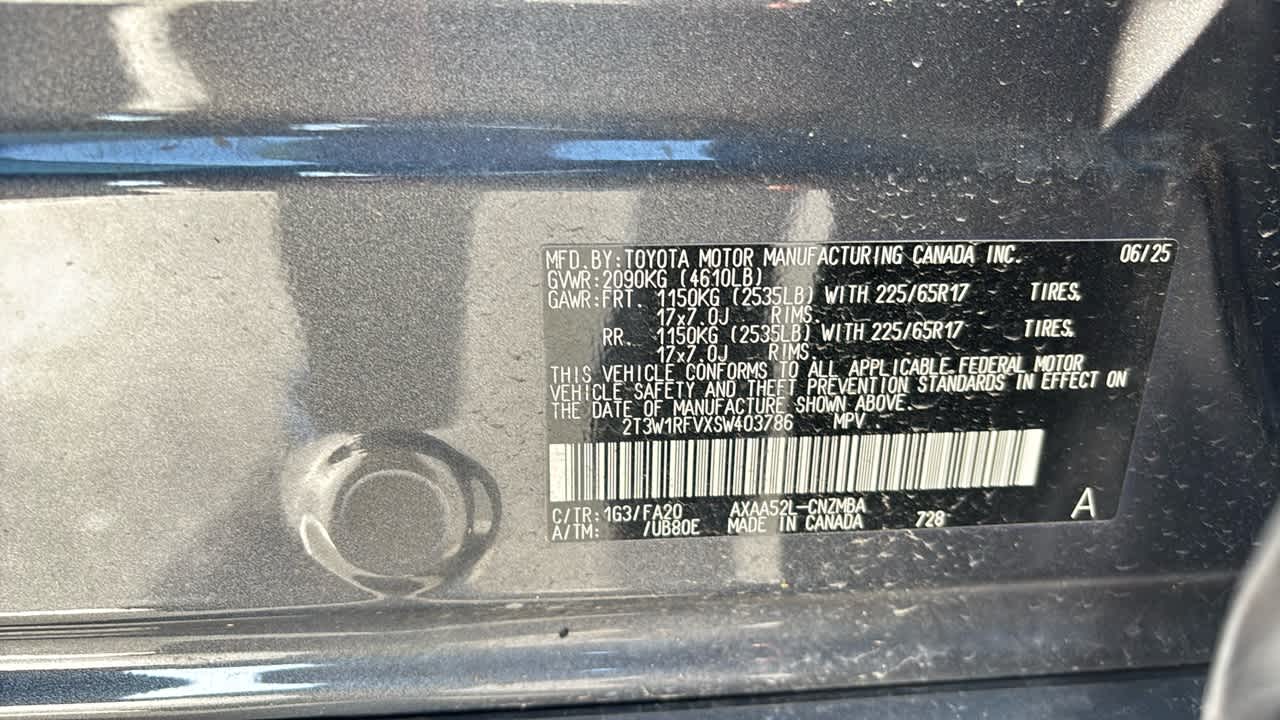 MFD. BY: TOYOTA MOTOR MANUFACTURING CANADA INC. 06/25
GVWR: 2090KG (4610LB)
GAWR: FRT. 1150KG (2535LB) WITH 225/65R17 TIRES,
17x7.0J RIMS.
RR. 1150KG (2535LB) WITH 225/65R17 TIRES,
17x7.0J RIMS.
THIS VEHICLE CONFORMS TO ALL APPLICABLE FEDERAL MOTOR
VEHICLE SAFETY AND THEFT PREVENTION STANDARDS IN EFFECT ON
THE DATE OF MANUFACTURE SHOWN ABOVE.
2T3W1RFVXSW403786 MPV
C/TR: 1G3/FA20 AXAA52L-CNZMBA
A/TM: /UB80E MADE IN CANADA 728 A